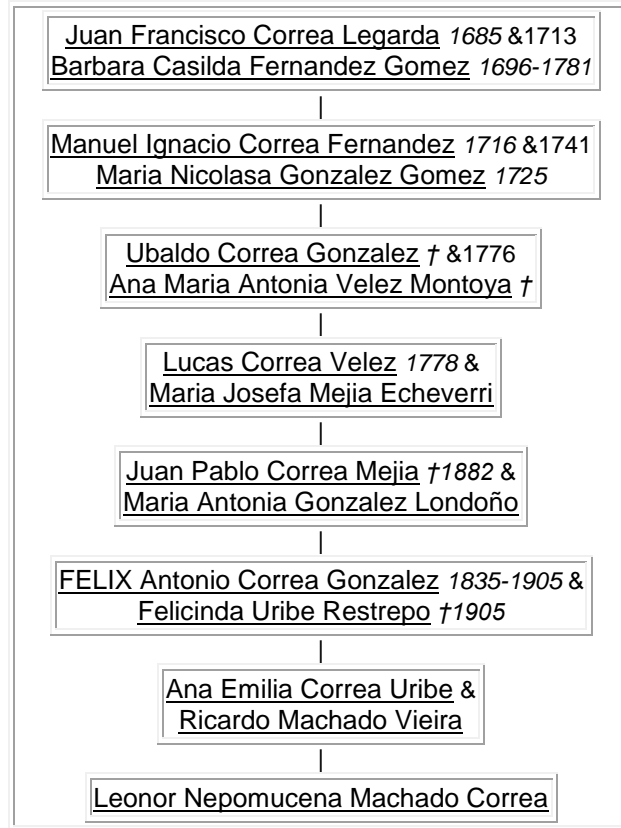 Juan Francisco Correa Legarda 1685 &1713
Barbara Casilda Fernandez Gomez 1696-1781
|
Manuel Ignacio Correa Fernandez 1716 &1741
Maria Nicolasa Gonzalez Gomez 1725
|
Ubaldo Correa Gonzalez † &1776
Ana Maria Antonia Velez Montoya †
|
Lucas Correa Velez 1778 &
Maria Josefa Mejia Echeverri
|
Juan Pablo Correa Mejia †1882 &
Maria Antonia Gonzalez Londoño
|
FELIX Antonio Correa Gonzalez 1835-1905 &
Felicinda Uribe Restrepo †1905
|
Ana Emilia Correa Uribe &
Ricardo Machado Vieira
|
Leonor Nepomucena Machado Correa